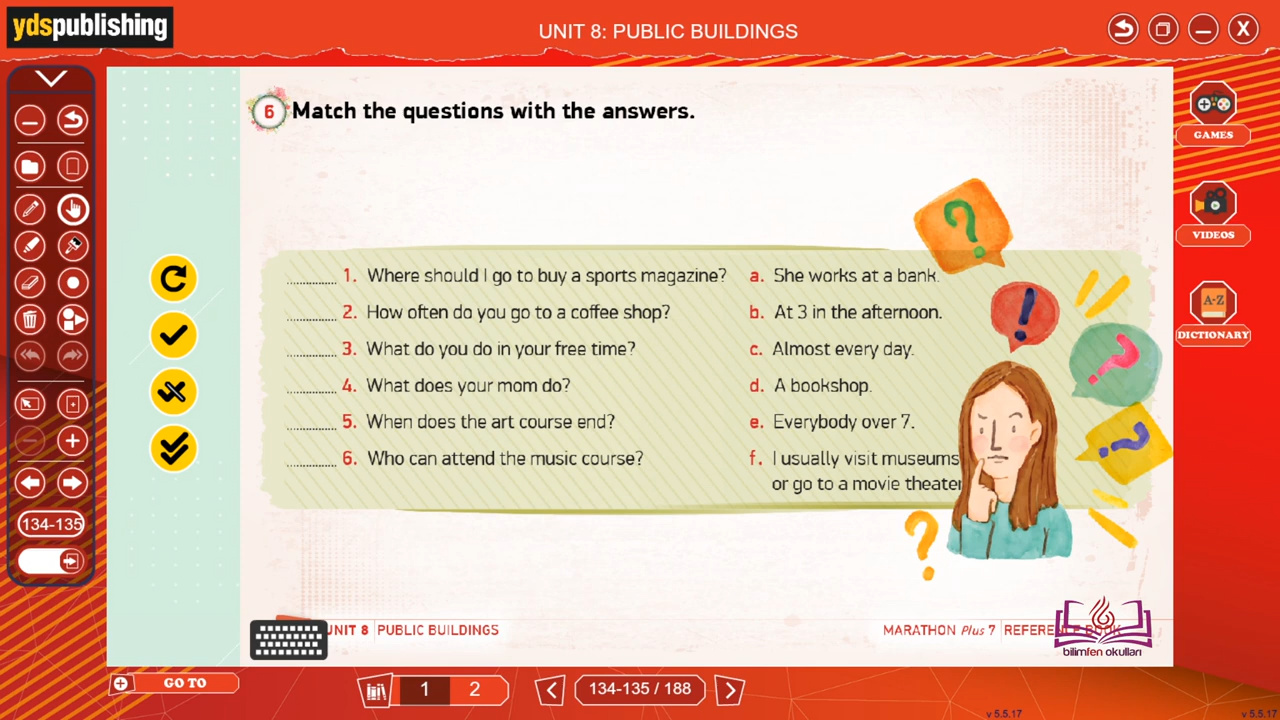 ydspublishing
UNIT 8: PUBLIC BUILDINGS
X
6 Match the questions with the answers.
GAMES
VIDEOS
A-Z
DICTIONARY
............... 1. Where should I go to buy a sports magazine?
............... 2. How often do you go to a coffee shop?
............... 3. What do you do in your free time?
............... 4. What does your mom do?
............... 5. When does the art course end?
............... 6. Who can attend the music course?
a. She works at a bank.
b. At 3 in the afternoon.
c. Almost every day.
d. A bookshop.
e. Everybody over 7.
f. I usually visit museums
or go to a movie theater
134-135
UNIT 8 PUBLIC BUILDINGS
MARATHON Plus 7 REFERENCE BOOK
bilimfen okulları
GO TO
1 2
134-135 / 188
v 5.5.17
v 5.5.17